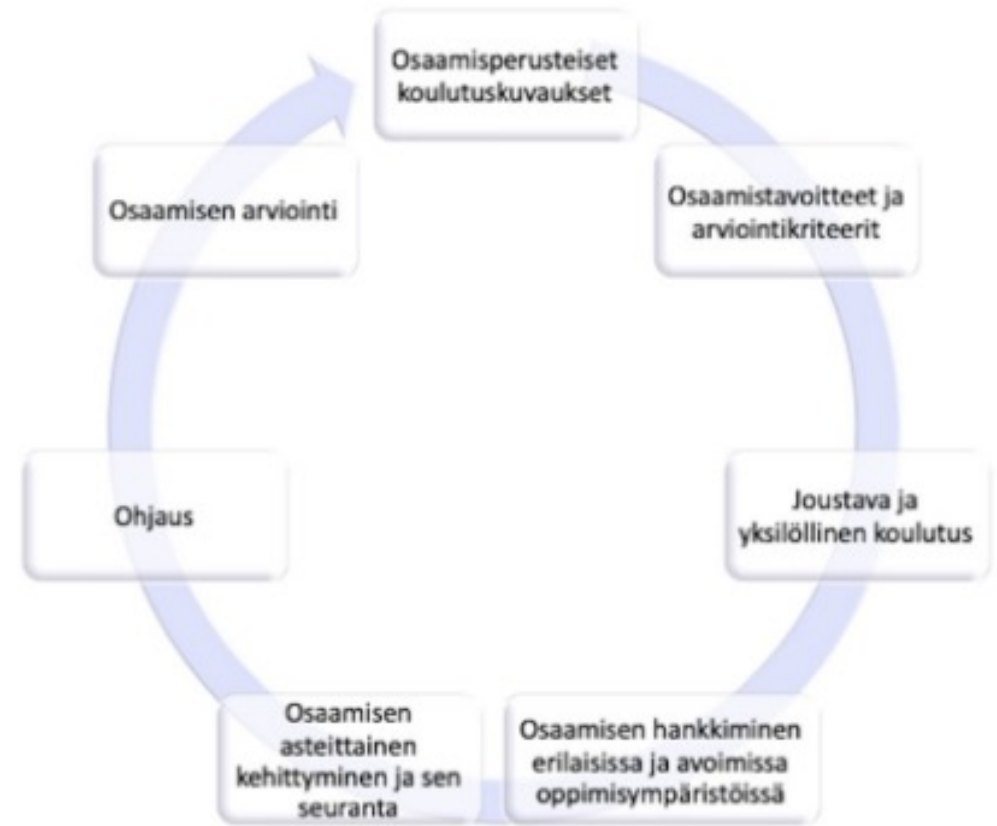 Osaamisperusteiset
koulutuskuvaukset
Osaamistavoitteet ja
arviointikriteerit
Joustava ja
yksilöllinen koulutus
Osaamisen hankkiminen
erilaisissa ja avoimissa
oppimisympäristöissä
Osaamisen
asteittainen
kehittyminen ja sen
seuranta
Ohjaus
Osaamisen arviointi